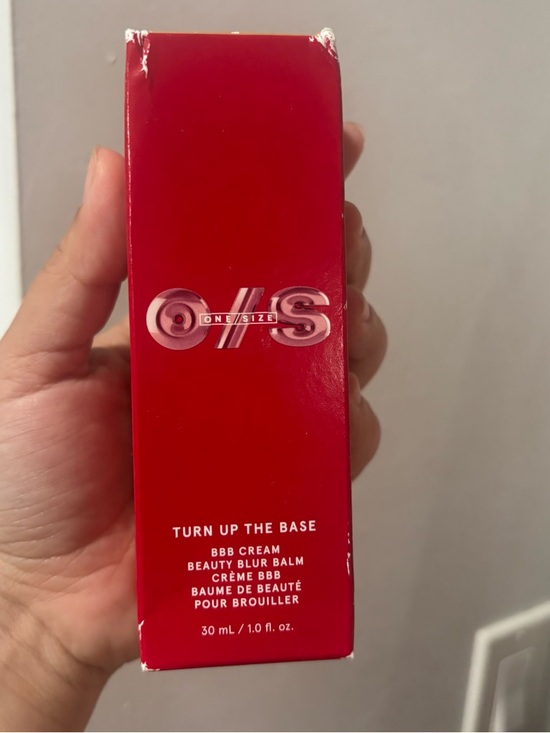 O/S
ONE/SIZE
TURN UP THE BASE
BBB CREAM
BEAUTY BLUR BALM
CRÈME BBB
BAUME DE BEAUTÉ
POUR BROUILLER
30 mL / 1.0 fl. oz.